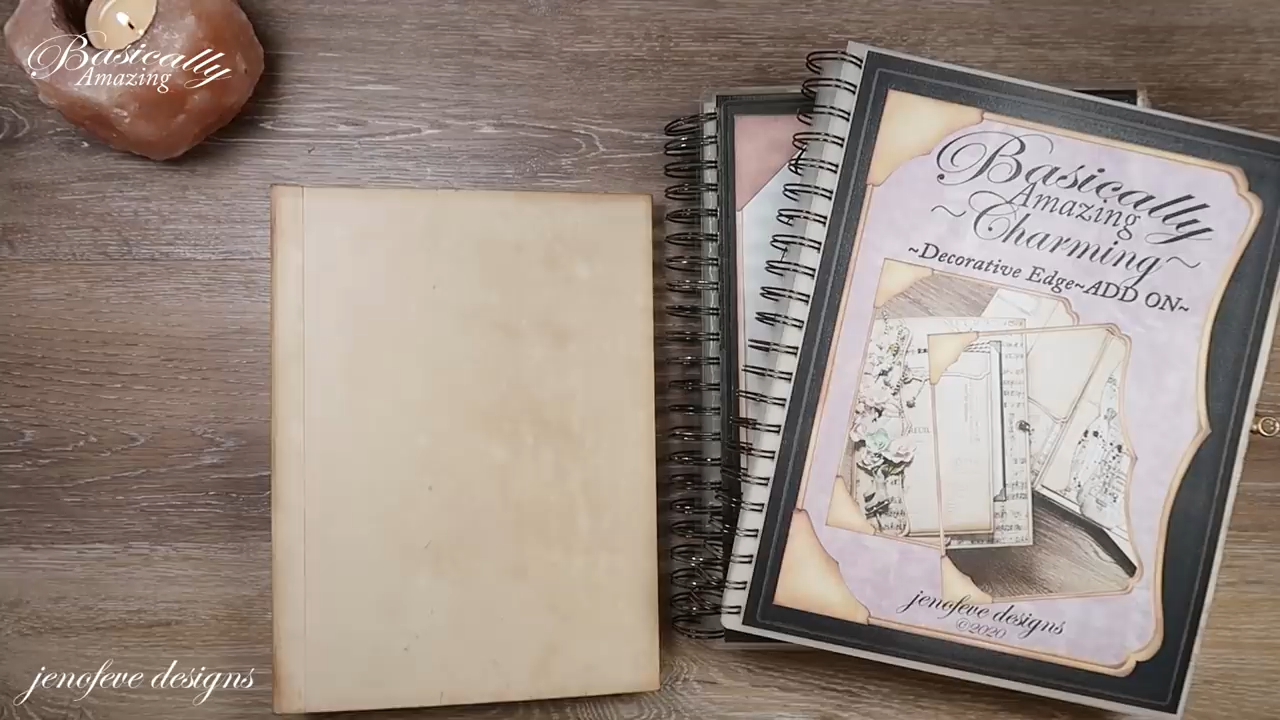 Basically
Amazing
Basically
Amazing
~Charming~
~Decorative Edge~ADD ON~
jenofeve designs
©2020
jenofeve designs